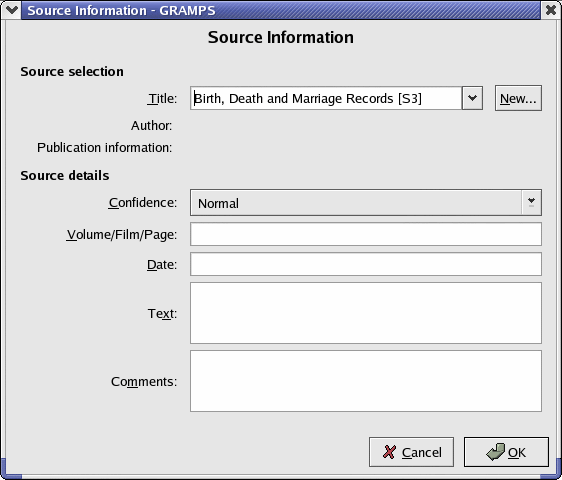 Source Information - GRAMPS
Source Information
Source selection
Title: Birth, Death and Marriage Records [S3] New...
Author:
Publication information:
Source details
Confidence: Normal
Volume/Film/Page:
Date:
Text:
Comments:
Cancel OK